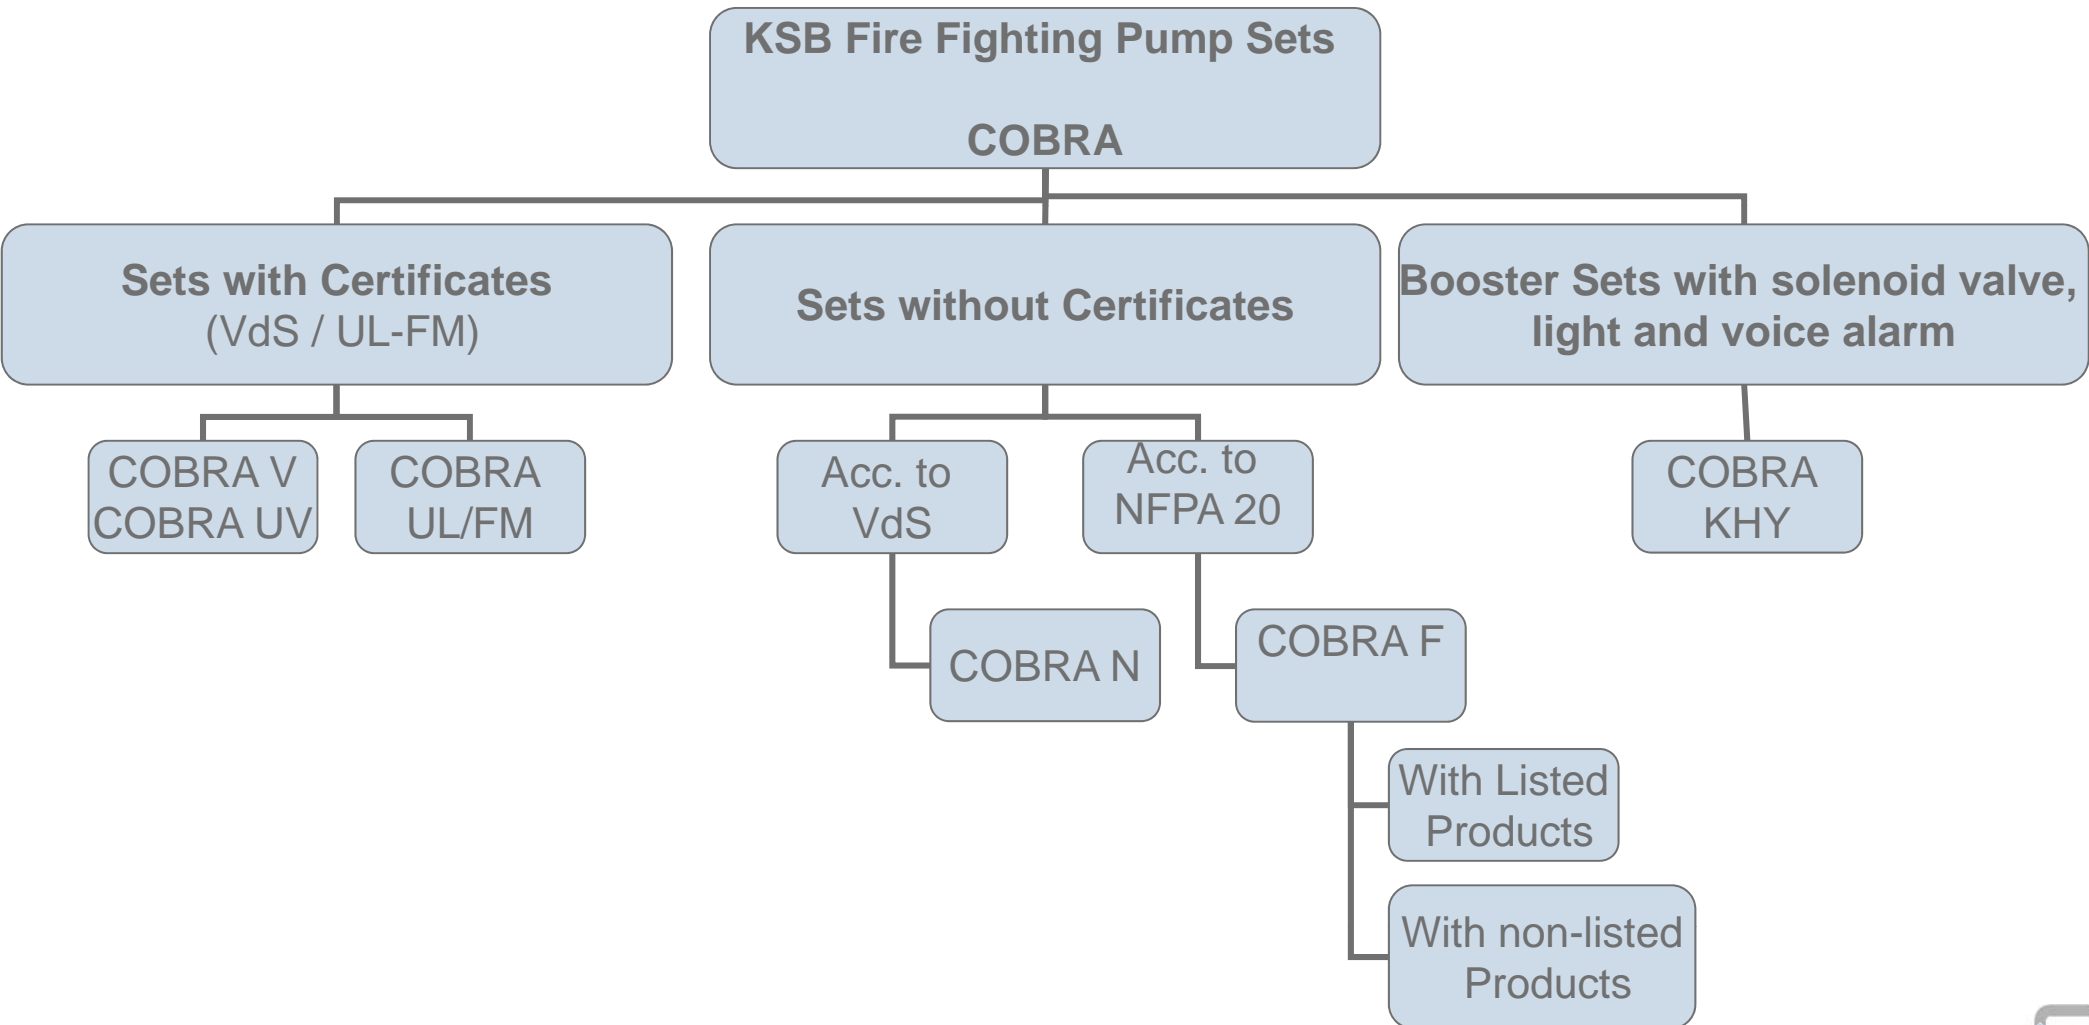 KSB Fire Fighting Pump Sets
COBRA
Sets with Certificates
(VdS / UL-FM)
Sets without Certificates
Booster Sets with solenoid valve,
light and voice alarm
COBRA V
COBRA UV
COBRA
UL/FM
Acc. to
VdS
Acc. to
NFPA 20
COBRA
KHY
COBRA N
COBRA F
With Listed
Products
With non-listed
Products